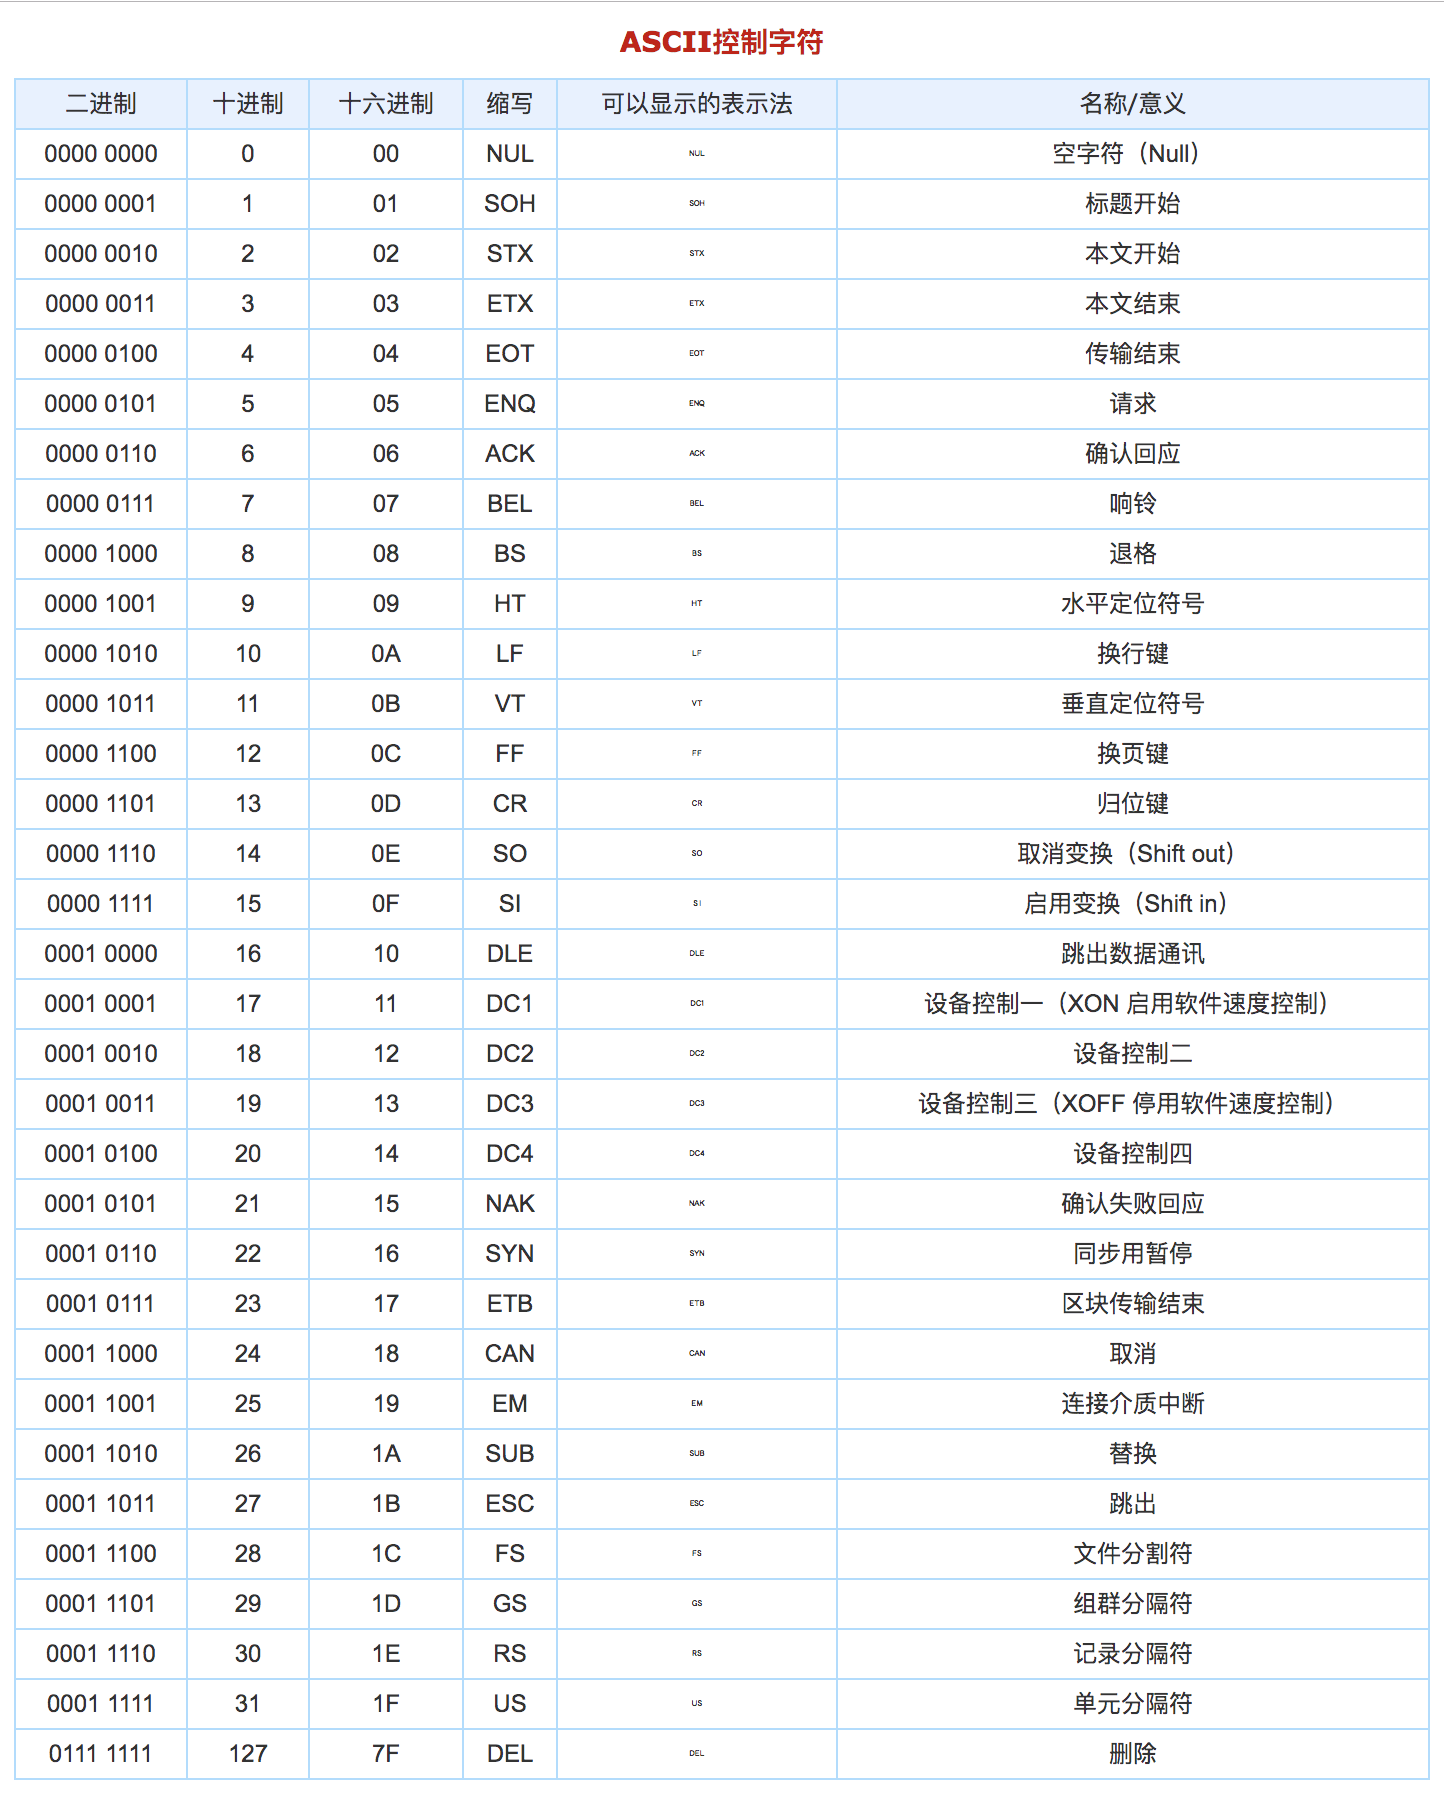 ASCII控制字符
二进制 十进制 十六进制 缩写 可以显示的表示法 名称/意义
0000 0000 0 00 NUL NUL 空字符（Null）
0000 0001 1 01 SOH SOH 标题开始
0000 0010 2 02 STX STX 本文开始
0000 0011 3 03 ETX ETX 本文结束
0000 0100 4 04 EOT EOT 传输结束
0000 0101 5 05 ENQ ENQ 请求
0000 0110 6 06 ACK ACK 确认回应
0000 0111 7 07 BEL BEL 响铃
0000 1000 8 08 BS BS 退格
0000 1001 9 09 HT HT 水平定位符号
0000 1010 10 0A LF LF 换行键
0000 1011 11 0B VT VT 垂直定位符号
0000 1100 12 0C FF FF 换页键
0000 1101 13 0D CR CR 归位键
0000 1110 14 0E SO SO 取消变换（Shift out）
0000 1111 15 0F SI SI 启用变换（Shift in）
0001 0000 16 10 DLE DLE 跳出数据通讯
0001 0001 17 11 DC1 DC1 设备控制一（XON 启用软件速度控制）
0001 0010 18 12 DC2 DC2 设备控制二
0001 0011 19 13 DC3 DC3 设备控制三（XOFF 停用软件速度控制）
0001 0100 20 14 DC4 DC4 设备控制四
0001 0101 21 15 NAK NAK 确认失败回应
0001 0110 22 16 SYN SYN 同步用暂停
0001 0111 23 17 ETB ETB 区块传输结束
0001 1000 24 18 CAN CAN 取消
0001 1001 25 19 EM EM 连接介质中断
0001 1010 26 1A SUB SUB 替换
0001 1011 27 1B ESC ESC 跳出
0001 1100 28 1C FS FS 文件分割符
0001 1101 29 1D GS GS 组群分隔符
0001 1110 30 1E RS RS 记录分隔符
0001 1111 31 1F US US 单元分隔符
0111 1111 127 7F DEL DEL 删除